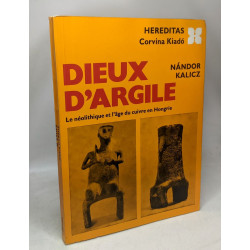 HEREDITAS
Corvina Kiadó
DIEUX
D'ARGILE
NÁNDOR
KALICZ
Le néolithique et l'âge du cuivre en Hongrie